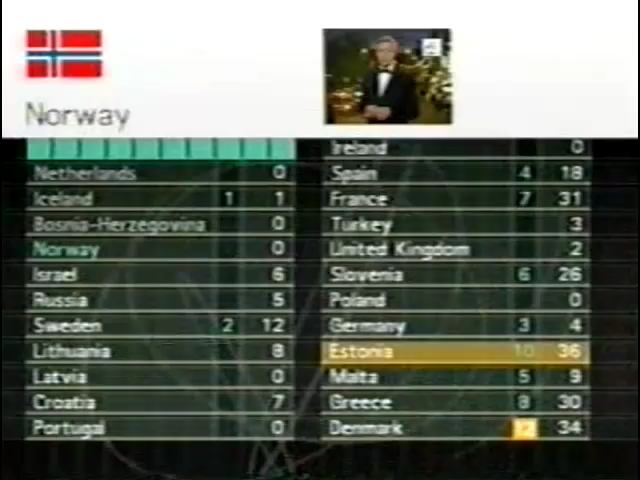 Norway
Netherlands 0
Iceland 1 1
Bosnia-Herzegovina 0
Norway 0
Israel 6
Russia 5
Sweden 2 12
Lithuania 8
Latvia 0
Croatia 7
Portugal 0
Ireland 0
Spain 4 18
France 7 31
Turkey 3
United Kingdom 2
Slovenia 6 26
Poland 0
Germany 3 4
Estonia 10 36
Malta 5 9
Greece 8 30
Denmark 12 34